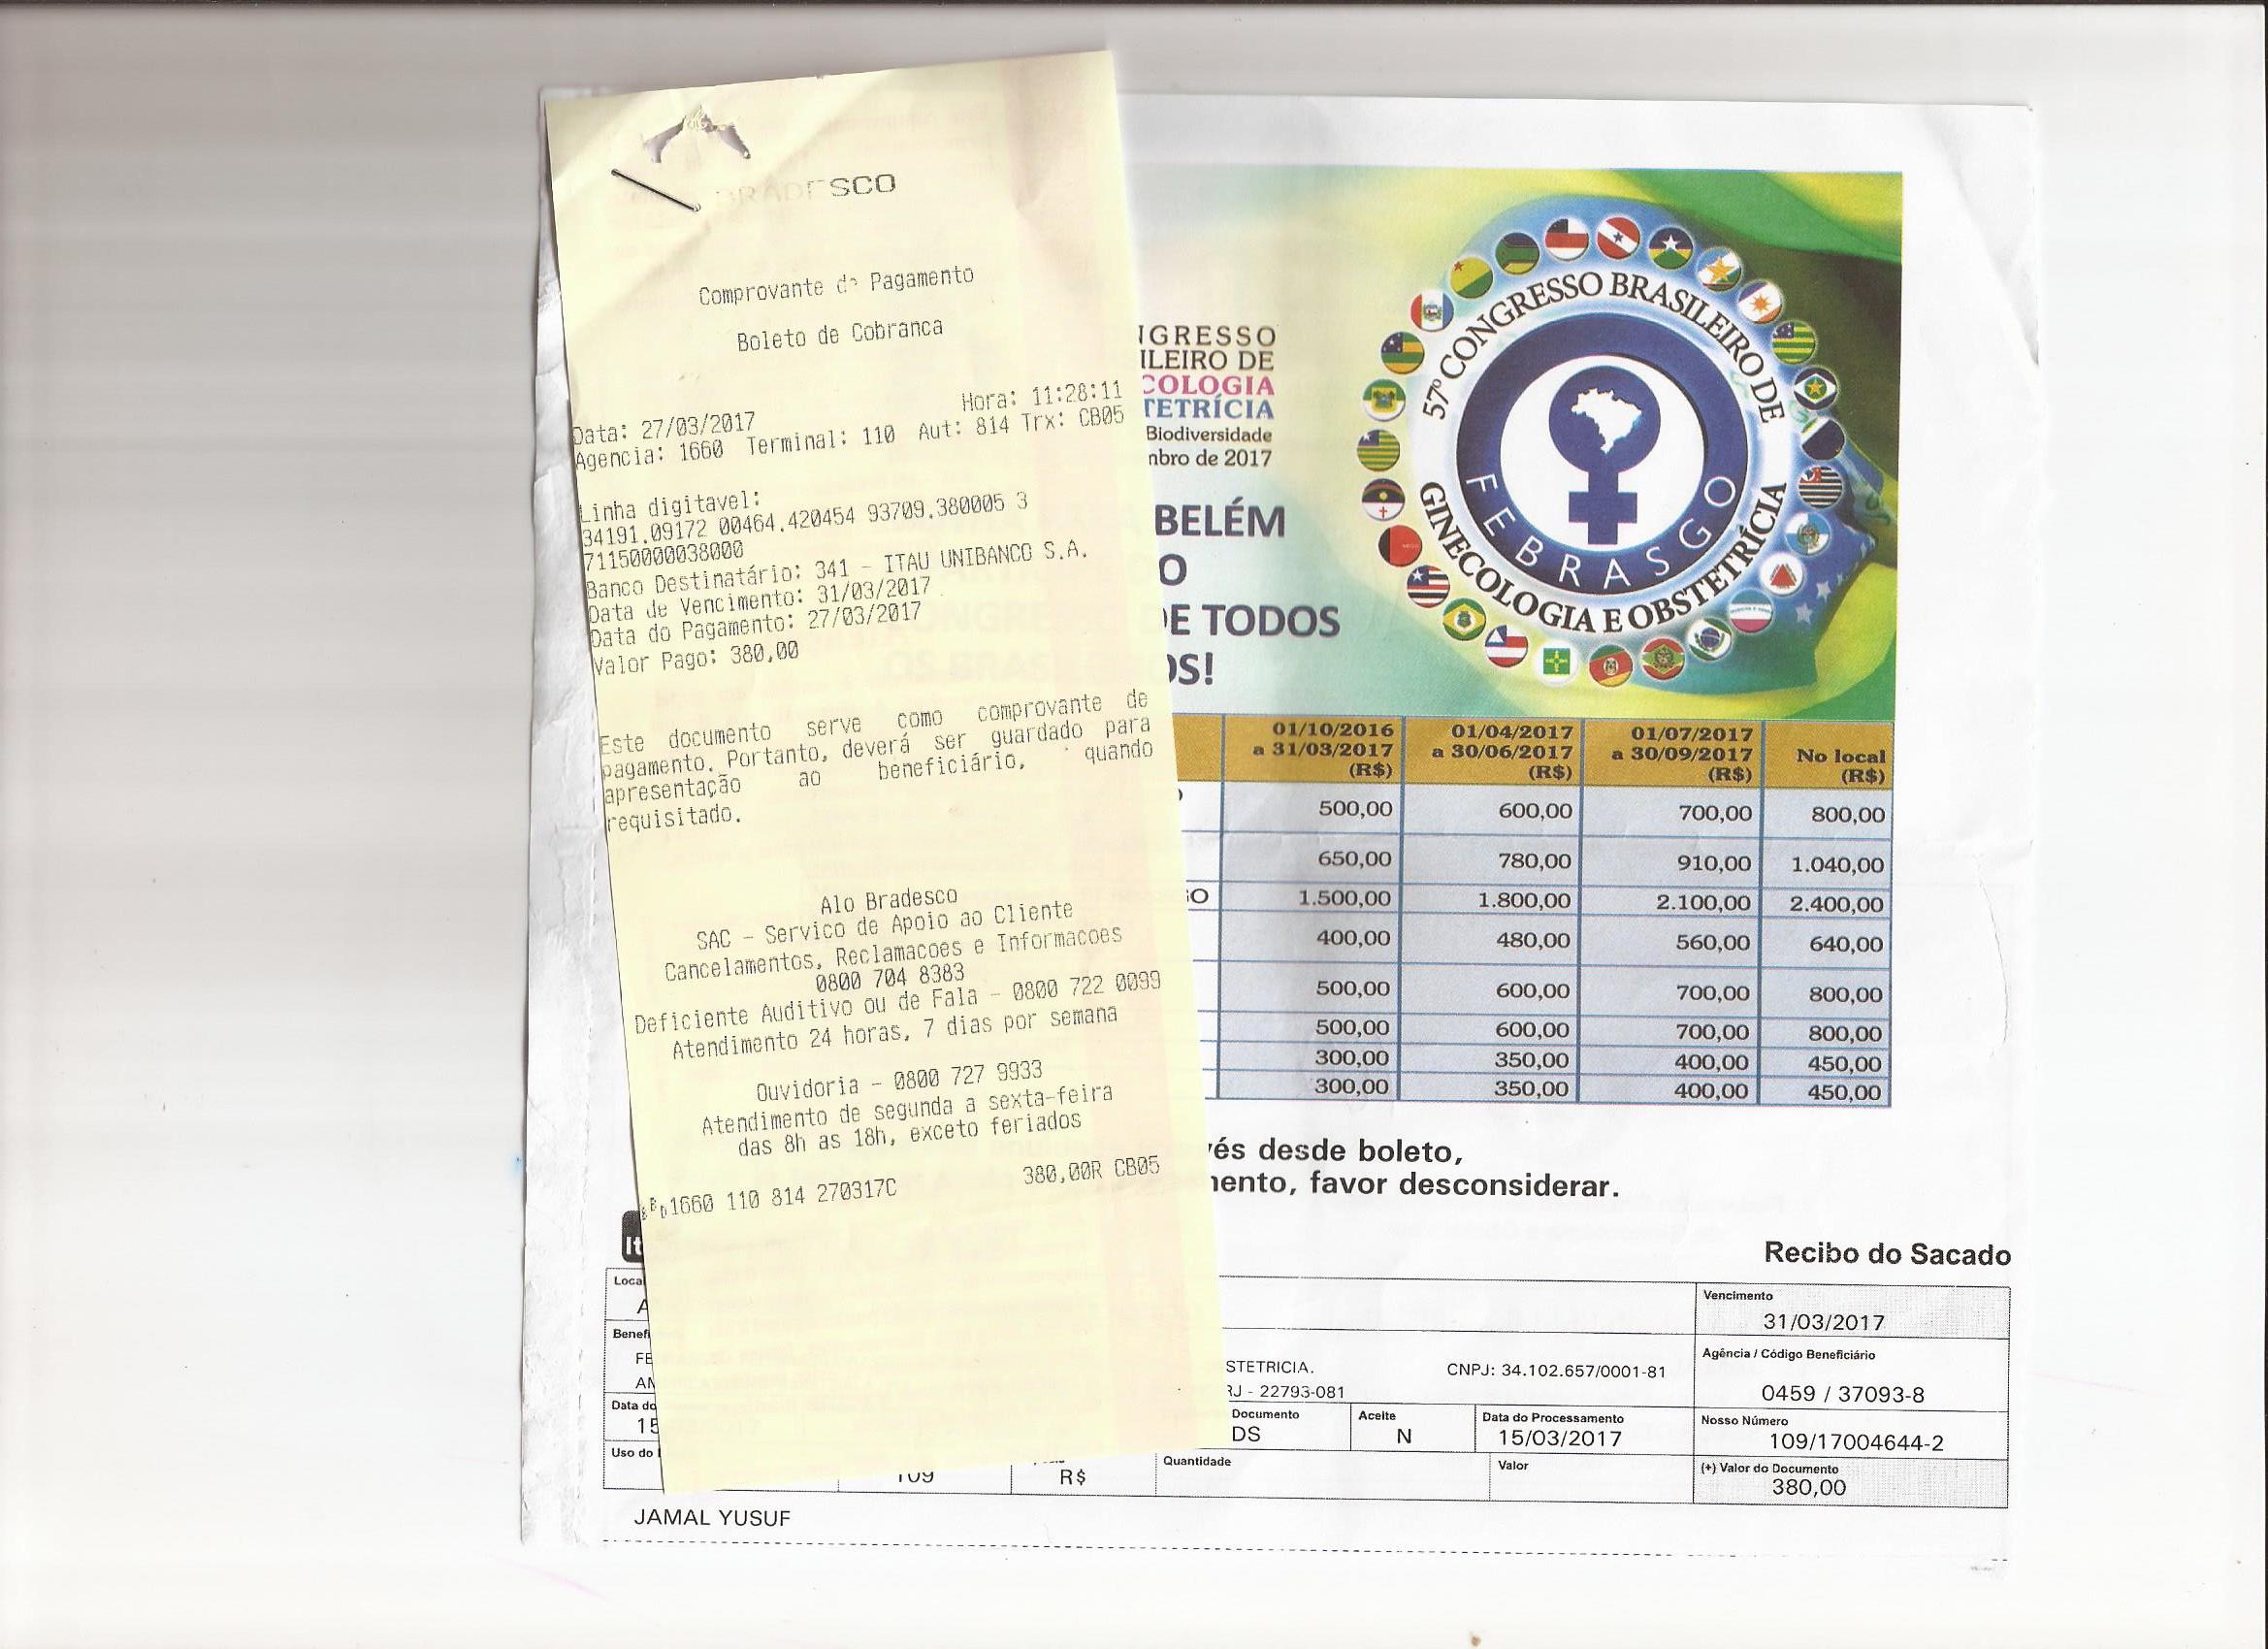 BRADESCO
Comprovante de Pagamento
Boleto de Cobranca
Data: 27/03/2017 Hora: 11:28:11
Agencia: 1660 Terminal: 110 Aut: 814 Trx: CB05
Linha digitavel:
34191.09172 00464.420454 93709.380005 3
71150000038000
Banco Destinatário: 341 - ITAU UNIBANCO S.A.
Data de Vencimento: 31/03/2017
Data do Pagamento: 27/03/2017
Valor Pago: 380,00
Este documento serve como comprovante de
pagamento. Portanto, deverá ser guardado para
apresentação ao beneficiário, quando
requisitado.
Alo Bradesco
SAC - Servico de Apoio ao Cliente
Cancelamentos, Reclamacoes e Informacoes
0800 704 8383
Deficiente Auditivo ou de Fala - 0800 722 0099
Atendimento 24 horas, 7 dias por semana
Ouvidoria - 0800 727 9933
Atendimento de segunda a sexta-feira
das 8h as 18h, exceto feriados
1660 110 814 270317C 380,00R CB05
NGRESSO
ILEIRO DE
COLOGIA
TETRÍCIA
Biodiversidade
mbro de 2017
BELÉM
O
DE TODOS
OS!
57º CONGRESSO BRASILEIRO DE
GINECOLOGIA E OBSTETRÍCIA
FEBRASGO
01/10/2016 a 31/03/2017 (R$) 01/04/2017 a 30/06/2017 (R$) 01/07/2017 a 30/09/2017 (R$) No local (R$)
500,00 600,00 700,00 800,00
650,00 780,00 910,00 1.040,00
GO 1.500,00 1.800,00 2.100,00 2.400,00
400,00 480,00 560,00 640,00
500,00 600,00 700,00 800,00
500,00 600,00 700,00 800,00
300,00 350,00 400,00 450,00
300,00 350,00 400,00 450,00
vés desde boleto,
mento, favor desconsiderar.
It
Recibo do Sacado
Loca
A
Vencimento
31/03/2017
Benefi
FE STETRICIA. CNPJ: 34.102.657/0001-81
AN RJ - 22793-081
Agência / Código Beneficiário
0459 / 37093-8
Data do Documento Aceite Data do Processamento Nosso Número
15 DS N 15/03/2017 109/17004644-2
Uso do Quantidade Valor (+) Valor do Documento
109 R$ 380,00
JAMAL YUSUF